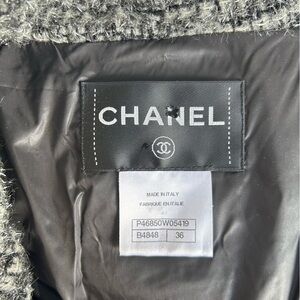 CHANEL
MADE IN ITALY
FABRIQUE EN ITALIE
P46850W05419
B4848 36